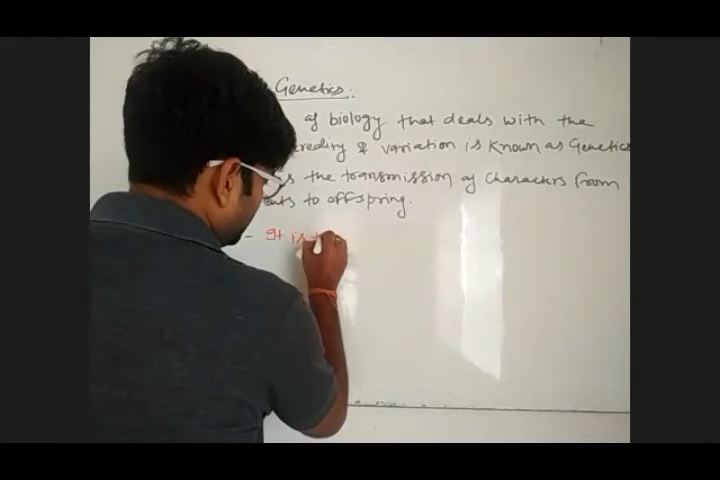 Genetics.
of biology that deals with the
eredity & variation is known as Genetics
s the transmission of characters from
ents to offspring.
- It is t